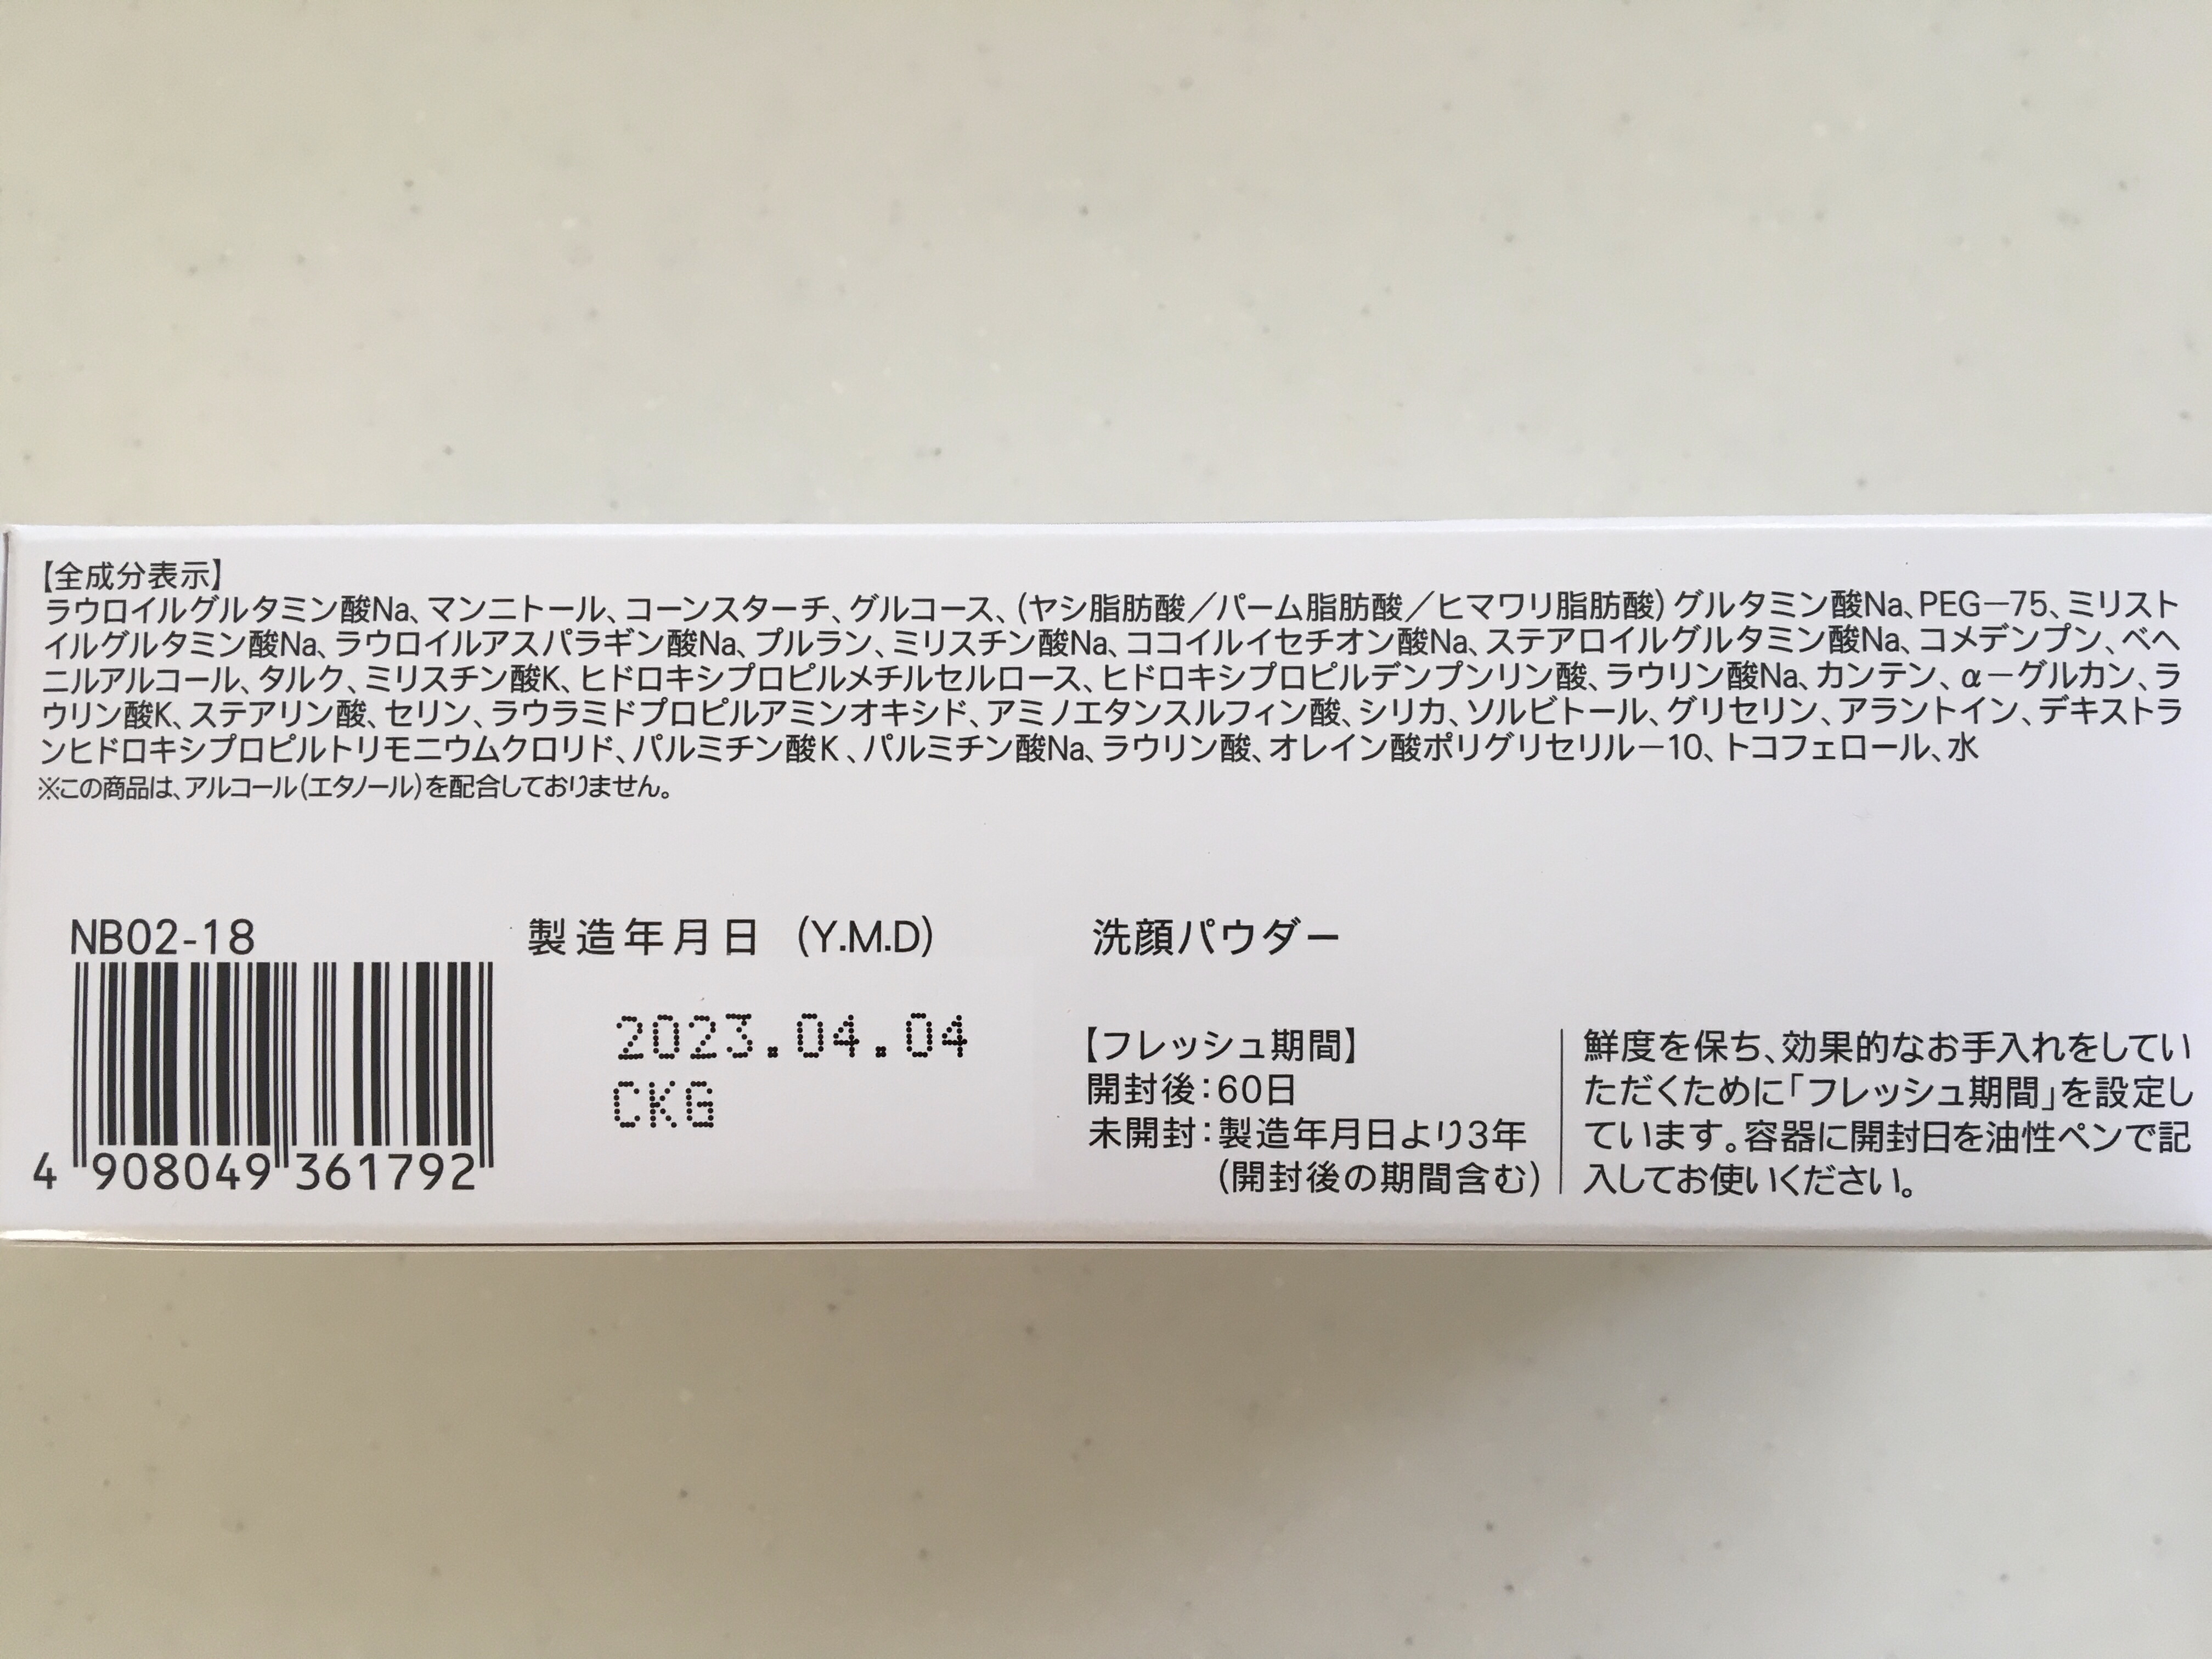 【全成分表示】
ラウロイルグルタミン酸Na、マンニトール、コーンスターチ、グルコース、(ヤシ脂肪酸／パーム脂肪酸／ヒマワリ脂肪酸)グルタミン酸Na、PEG－75、ミリスト
イルグルタミン酸Na、ラウロイルアスパラギン酸Na、プルラン、ミリスチン酸Na、ココイルイセチオン酸Na、ステアロイルグルタミン酸Na、コメデンプン、ベヘ
ニルアルコール、タルク、ミリスチン酸K、ヒドロキシプロピルメチルセルロース、ヒドロキシプロピルデンプンリン酸、ラウリン酸Na、カンテン、α－グルカン、ラ
ウリン酸K、ステアリン酸、セリン、ラウラミドプロピルアミンオキシド、アミノエタンスルフィン酸、シリカ、ソルビトール、グリセリン、アラントイン、デキストラ
ンヒドロキシプロピルトリモニウムクロリド、パルミチン酸K、パルミチン酸Na、ラウリン酸、オレイン酸ポリグリセリル－10、トコフェロール、水
※この商品は、アルコール(エタノール)を配合しておりません。
NB02-18
4 908049 361792
製造年月日 (Y.M.D)
2023.04.04
CKG
洗顔パウダー
【フレッシュ期間】
開封後：60日
未開封：製造年月日より3年
(開封後の期間含む)
鮮度を保ち、効果的なお手入れをしてい
ただくために「フレッシュ期間」を設定し
ています。容器に開封日を油性ペンで記
入してお使いください。